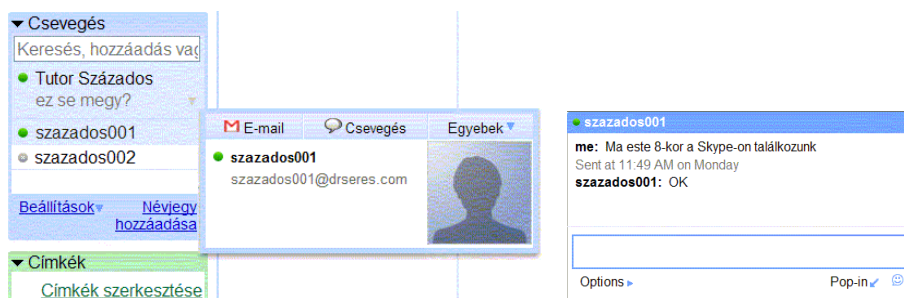 Csevegés
Keresés, hozzáadás vag
Tutor Százados
ez se megy?
szazados001
szazados002
Beállítások Névjegy
hozzáadása
Címkék
Címkék szerkesztése
E-mail Csevegés Egyebek
szazados001
szazados001@drseres.com
szazados001
me: Ma este 8-kor a Skype-on találkozunk
Sent at 11:49 AM on Monday
szazados001: OK
Options Pop-in